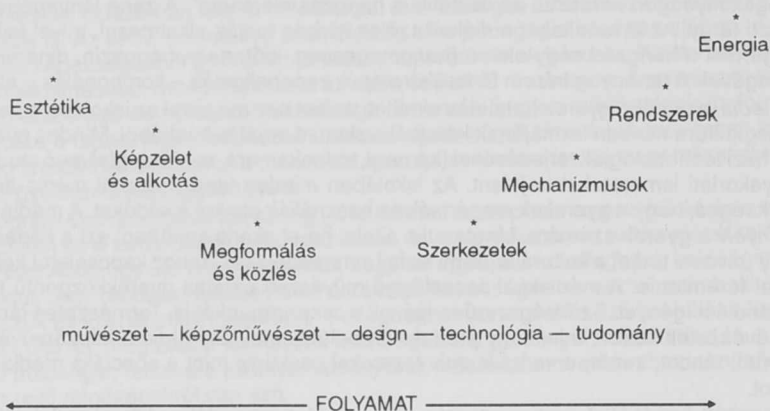 *
Energia
*
Esztétika
*
Rendszerek
*
Képzelet
és alkotás
*
Mechanizmusok
*
Megformálás
és közlés
*
Szerkezetek
művészet — képzőművészet — design — technológia — tudomány
FOLYAMAT